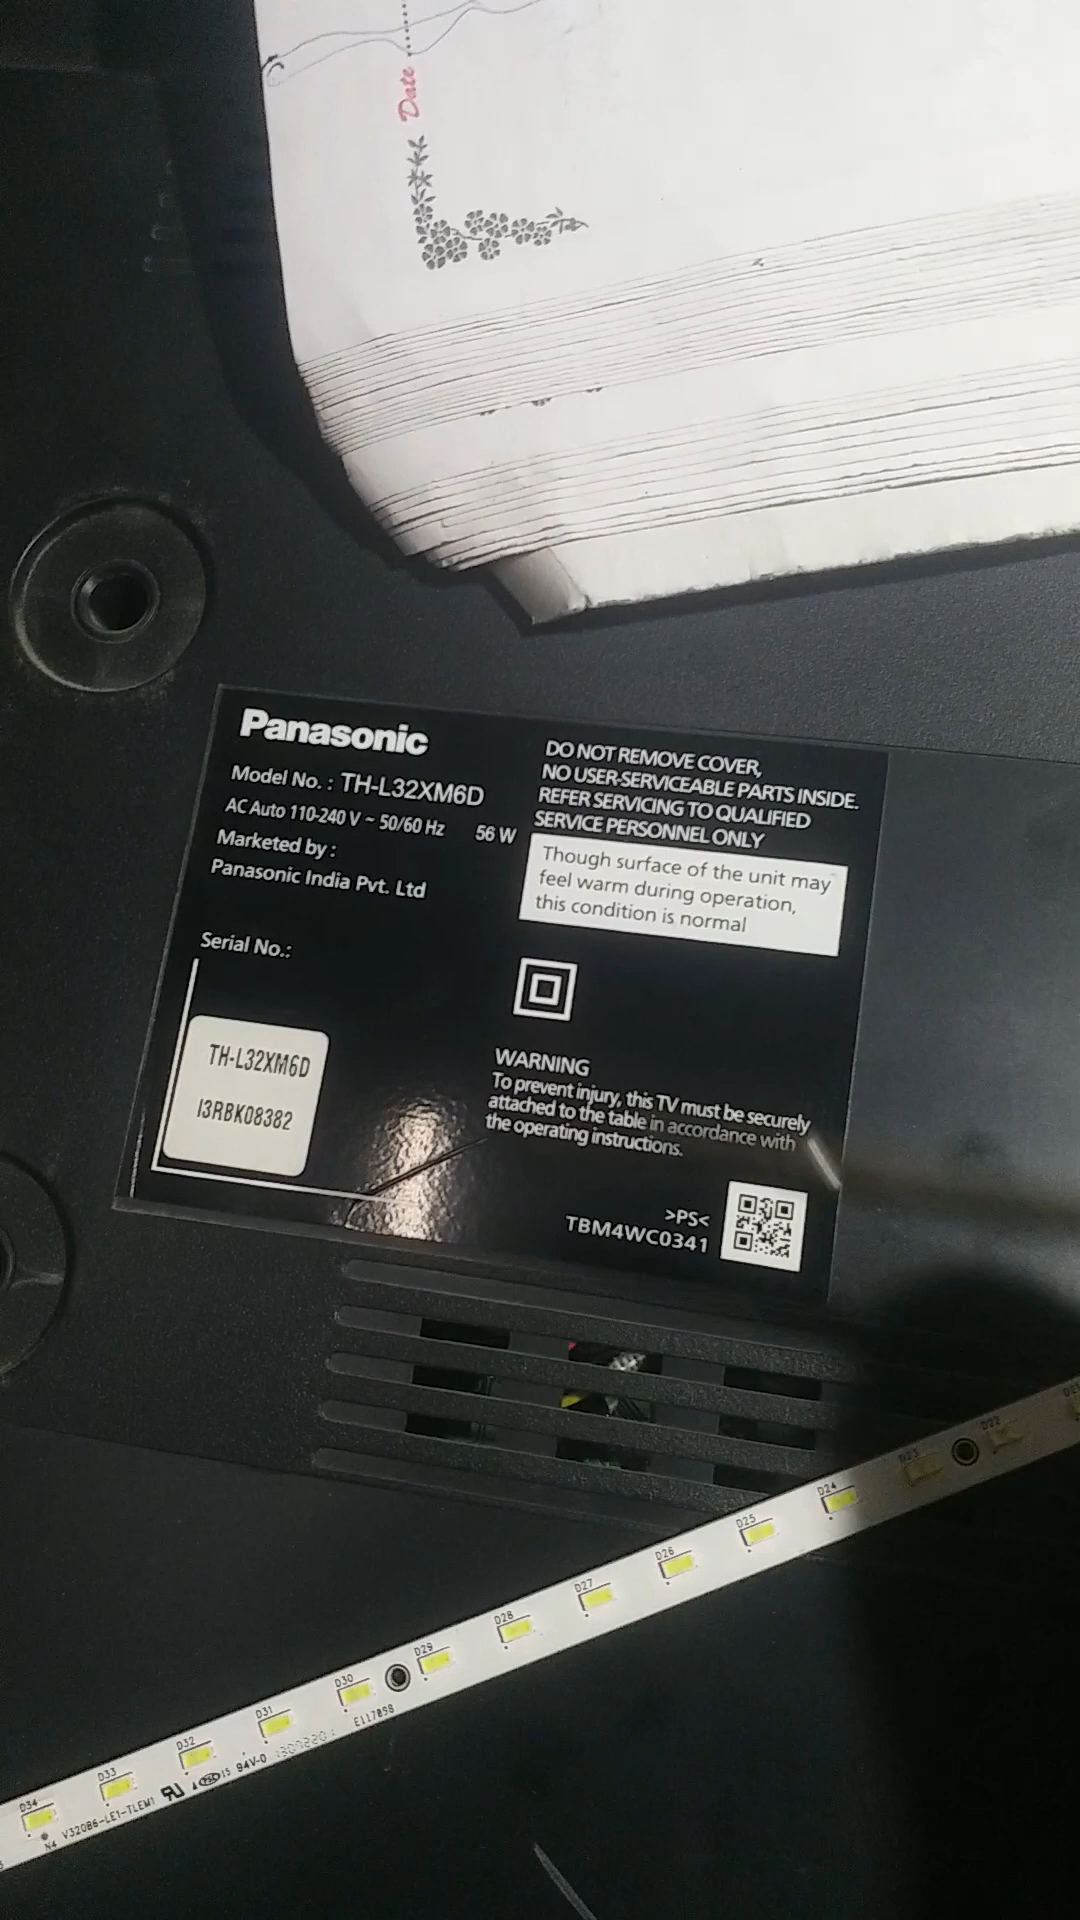 Date
Panasonic
Model No. : TH-L32XM6D
AC Auto 110-240 V ~ 50/60 Hz 56 W
Marketed by :
Panasonic India Pvt. Ltd
Serial No.:
TH-L32XM6D
I3RBK08382
DO NOT REMOVE COVER,
NO USER-SERVICEABLE PARTS INSIDE.
REFER SERVICING TO QUALIFIED
SERVICE PERSONNEL ONLY
Though surface of the unit may
feel warm during operation,
this condition is normal
WARNING
To prevent injury, this TV must be securely
attached to the table in accordance with
the operating instructions.
>PS<
TBM4WC0341
D22
D23
D24
D25
D26
D27
D28
D29
D30
D31
D32
D33
D34
N4 V320B6-LE1-TLEM1 94V-0 E117098